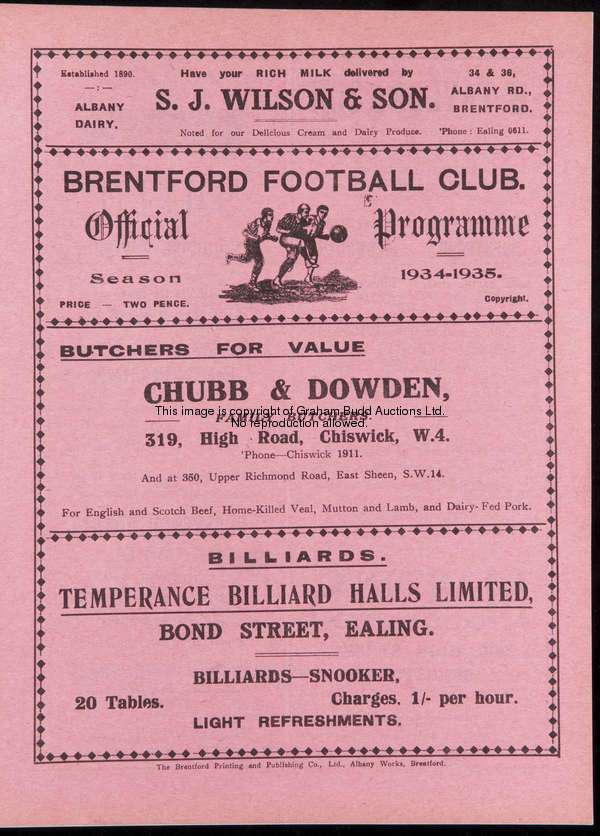 Established 1890.
Have your RICH MILK delivered by
34 & 36,
ALBANY
DAIRY.
S. J. WILSON & SON.
ALBANY RD.,
BRENTFORD.
Noted for our Delicious Cream and Dairy Produce.
'Phone : Ealing 0611.
BRENTFORD FOOTBALL CLUB.
Official Programme
Season 1934-1935.
PRICE — TWO PENCE.
Copyright.
BUTCHERS FOR VALUE
CHUBB & DOWDEN,
FAMILY BUTCHERS.
This image is copyright of Graham Budd Auctions Ltd.
No reproduction allowed.
319, High Road, Chiswick, W.4.
'Phone—Chiswick 1911.
And at 350, Upper Richmond Road, East Sheen, S.W.14.
For English and Scotch Beef, Home-Killed Veal, Mutton and Lamb, and Dairy-Fed Pork.
BILLIARDS.
TEMPERANCE BILLIARD HALLS LIMITED,
BOND STREET, EALING.
BILLIARDS—SNOOKER,
20 Tables.
Charges. 1/- per hour.
LIGHT REFRESHMENTS.
The Brentford Printing and Publishing Co., Ltd., Albany Works, Brentford.